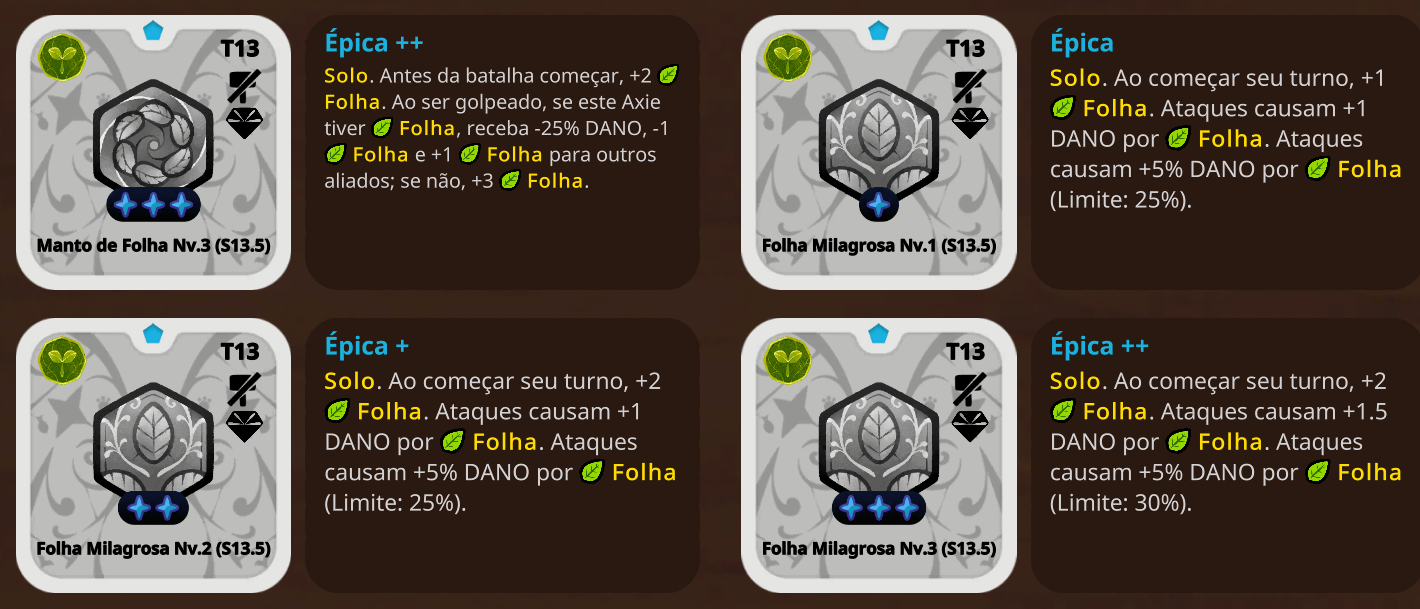 T13
Manto de Folha Nv.3 (S13.5)
Épica ++
Solo. Antes da batalha começar, +2
Folha. Ao ser golpeado, se este Axie
tiver Folha, receba -25% DANO, -1
Folha e +1 Folha para outros
aliados; se não, +3 Folha.
T13
Folha Milagrosa Nv.1 (S13.5)
Épica
Solo. Ao começar seu turno, +1
Folha. Ataques causam +1
DANO por Folha. Ataques
causam +5% DANO por Folha
(Limite: 25%).
T13
Folha Milagrosa Nv.2 (S13.5)
Épica +
Solo. Ao começar seu turno, +2
Folha. Ataques causam +1
DANO por Folha. Ataques
causam +5% DANO por Folha
(Limite: 25%).
T13
Folha Milagrosa Nv.3 (S13.5)
Épica ++
Solo. Ao começar seu turno, +2
Folha. Ataques causam +1.5
DANO por Folha. Ataques
causam +5% DANO por Folha
(Limite: 30%).